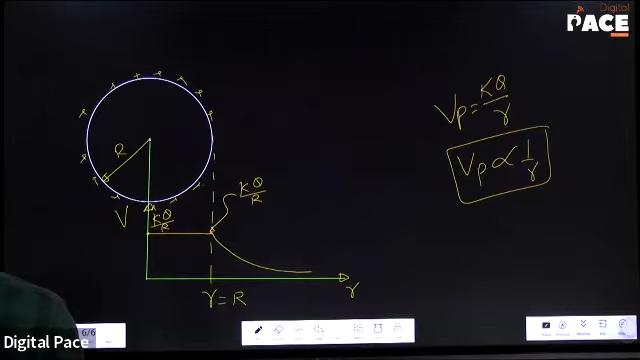 Digital
PACE
R
V
KQ/R
KQ/R
r = R
r
Vp = KQ/r
Vp ∝ 1/r
6/6
Digital Pace